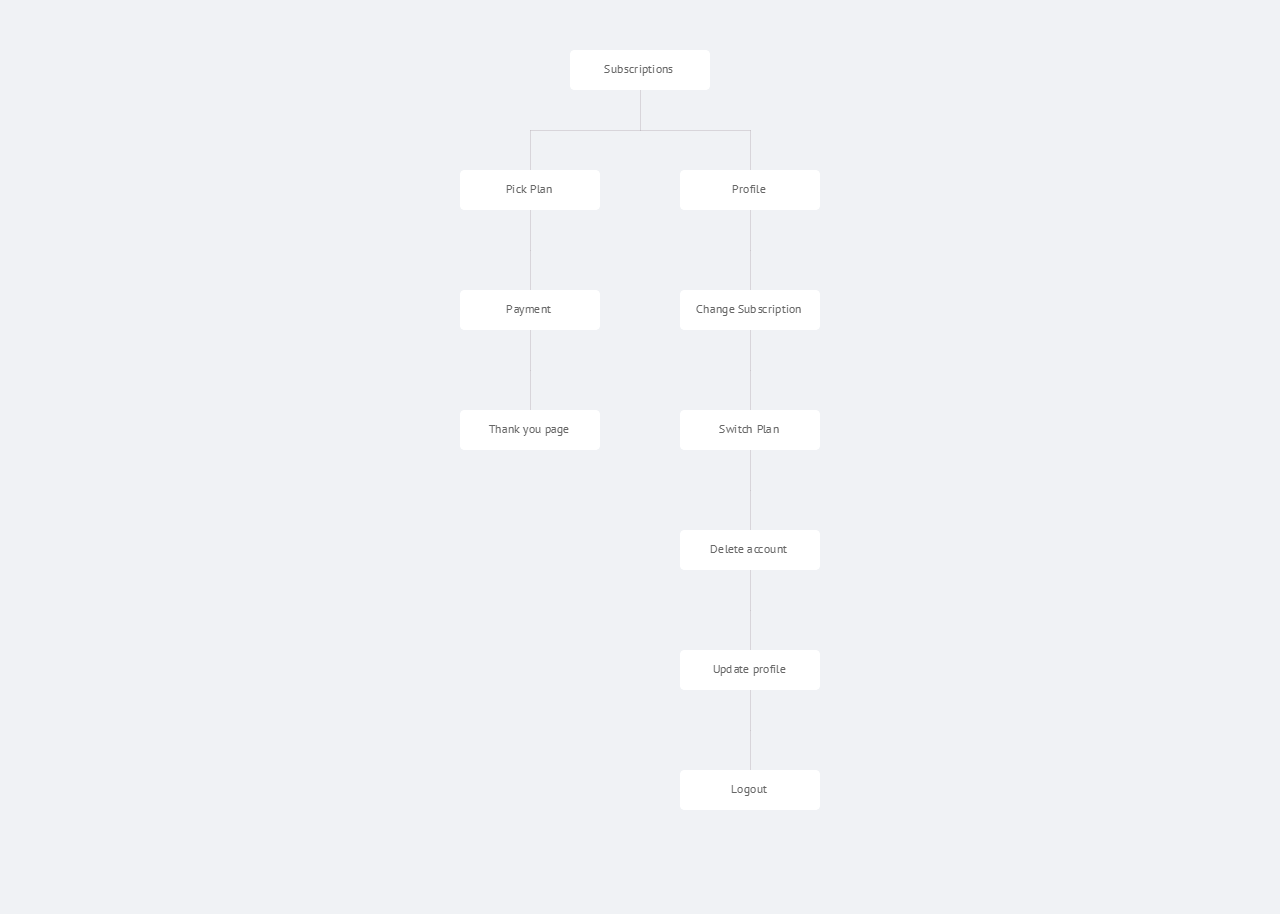 Subscriptions
Pick Plan
Profile
Payment
Change Subscription
Thank you page
Switch Plan
Delete account
Update profile
Logout